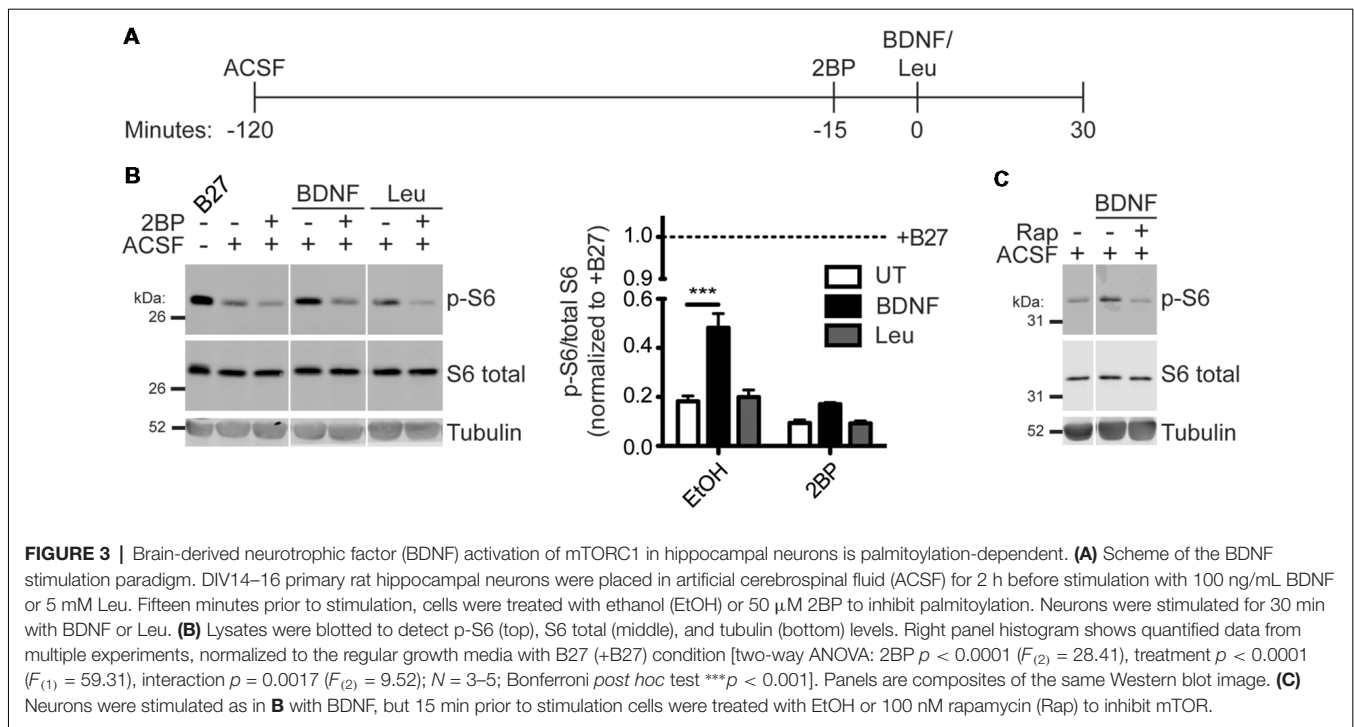 A
ACSF 2BP BDNF/
Leu
Minutes: -120 -15 0 30
B
B27 BDNF Leu
2BP - - + - + - +
ACSF - + + + + + +
kDa:
26
p-S6
26
S6 total
52
Tubulin
p-S6/total S6
(normalized to +B27)
1.0
0.9
0.6
0.4
0.2
0.0
+B27
***
UT
BDNF
Leu
EtOH 2BP
C
BDNF
Rap - +
ACSF + + +
kDa:
31
p-S6
31
S6 total
52
Tubulin
FIGURE 3 | Brain-derived neurotrophic factor (BDNF) activation of mTORC1 in hippocampal neurons is palmitoylation-dependent. (A) Scheme of the BDNF
stimulation paradigm. DIV14–16 primary rat hippocampal neurons were placed in artificial cerebrospinal fluid (ACSF) for 2 h before stimulation with 100 ng/mL BDNF
or 5 mM Leu. Fifteen minutes prior to stimulation, cells were treated with ethanol (EtOH) or 50 μM 2BP to inhibit palmitoylation. Neurons were stimulated for 30 min
with BDNF or Leu. (B) Lysates were blotted to detect p-S6 (top), S6 total (middle), and tubulin (bottom) levels. Right panel histogram shows quantified data from
multiple experiments, normalized to the regular growth media with B27 (+B27) condition [two-way ANOVA: 2BP p < 0.0001 (F(2) = 28.41), treatment p < 0.0001
(F(1) = 59.31), interaction p = 0.0017 (F(2) = 9.52); N = 3–5; Bonferroni post hoc test ***p < 0.001]. Panels are composites of the same Western blot image. (C)
Neurons were stimulated as in B with BDNF, but 15 min prior to stimulation cells were treated with EtOH or 100 nM rapamycin (Rap) to inhibit mTOR.